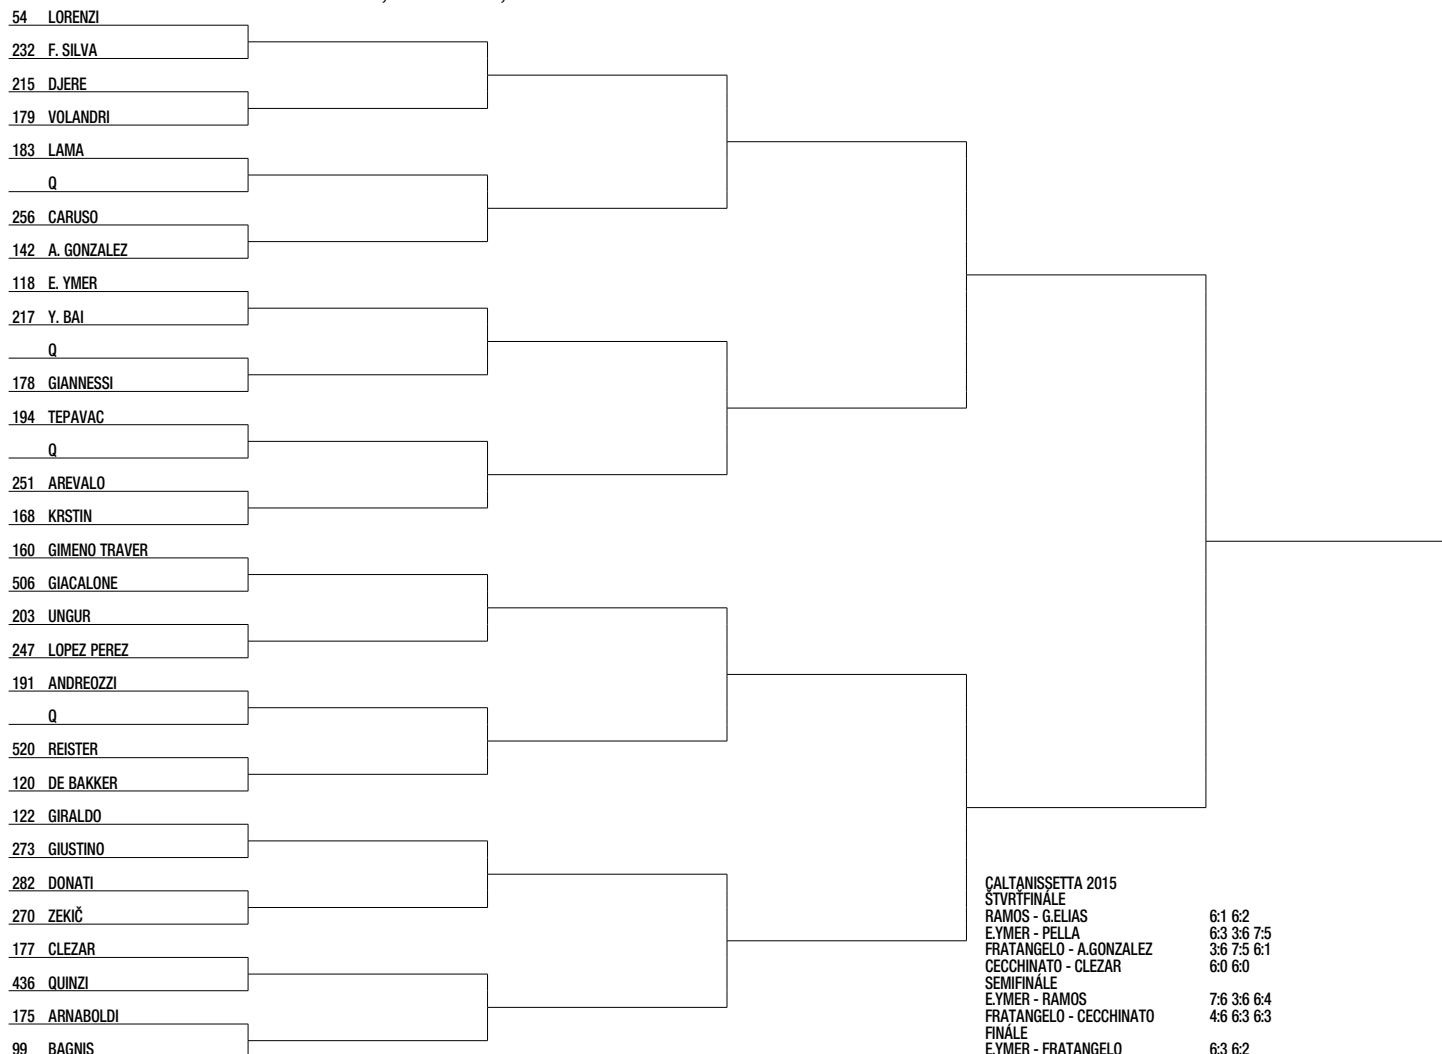 54 LORENZI
232 F. SILVA
215 DJERE
179 VOLANDRI
183 LAMA
Q
256 CARUSO
142 A. GONZALEZ
118 E. YMER
217 Y. BAI
Q
178 GIANNESSI
194 TEPAVAC
Q
251 AREVALO
168 KRSTIN
160 GIMENO TRAVER
506 GIACALONE
203 UNGUR
247 LOPEZ PEREZ
191 ANDREOZZI
Q
520 REISTER
120 DE BAKKER
122 GIRALDO
273 GIUSTINO
282 DONATI
270 ZEKIČ
177 CLEZAR
436 QUINZI
175 ARNABOLDI
99 BAGNIS
CALTANISSETTA 2015
ŠTVRŤFINÁLE
RAMOS - G.ELIAS 6:1 6:2
E.YMER - PELLA 6:3 3:6 7:5
FRATANGELO - A.GONZALEZ 3:6 7:5 6:1
CECCHINATO - CLEZAR 6:0 6:0
SEMIFINÁLE
E.YMER - RAMOS 7:6 3:6 6:4
FRATANGELO - CECCHINATO 4:6 6:3 6:3
FINÁLE
E.YMER - FRATANGELO 6:3 6:2